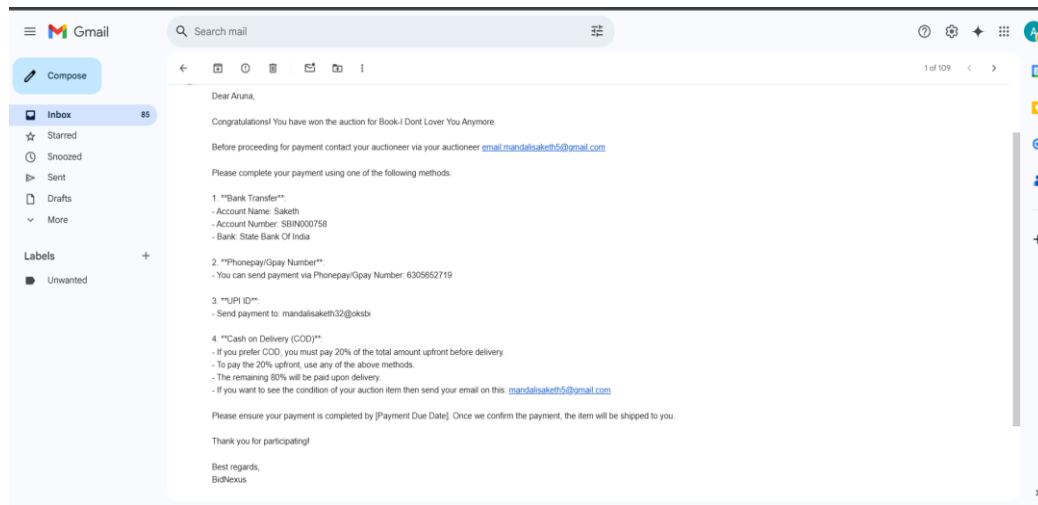 Gmail
Search mail
Compose
1 of 109
Inbox 85
Starred
Snoozed
Sent
Drafts
More
Labels
Unwanted
Dear Aruna,
Congratulations! You have won the auction for Book-I Dont Lover You Anymore.
Before proceeding for payment contact your auctioneer via your auctioneer email:mandalisaketh5@gmail.com
Please complete your payment using one of the following methods:
1. **Bank Transfer**:
- Account Name: Saketh
- Account Number: SBIN000758
- Bank: State Bank Of India
2. **Phonepay/Gpay Number**:
- You can send payment via Phonepay/Gpay Number: 6305652719
3. **UPI ID**:
- Send payment to: mandalisaketh32@oksbi
4. **Cash on Delivery (COD)**:
- If you prefer COD, you must pay 20% of the total amount upfront before delivery.
- To pay the 20% upfront, use any of the above methods.
- The remaining 80% will be paid upon delivery.
- If you want to see the condition of your auction item then send your email on this: mandalisaketh5@gmail.com
Please ensure your payment is completed by [Payment Due Date]. Once we confirm the payment, the item will be shipped to you.
Thank you for participating!
Best regards,
BidNexus